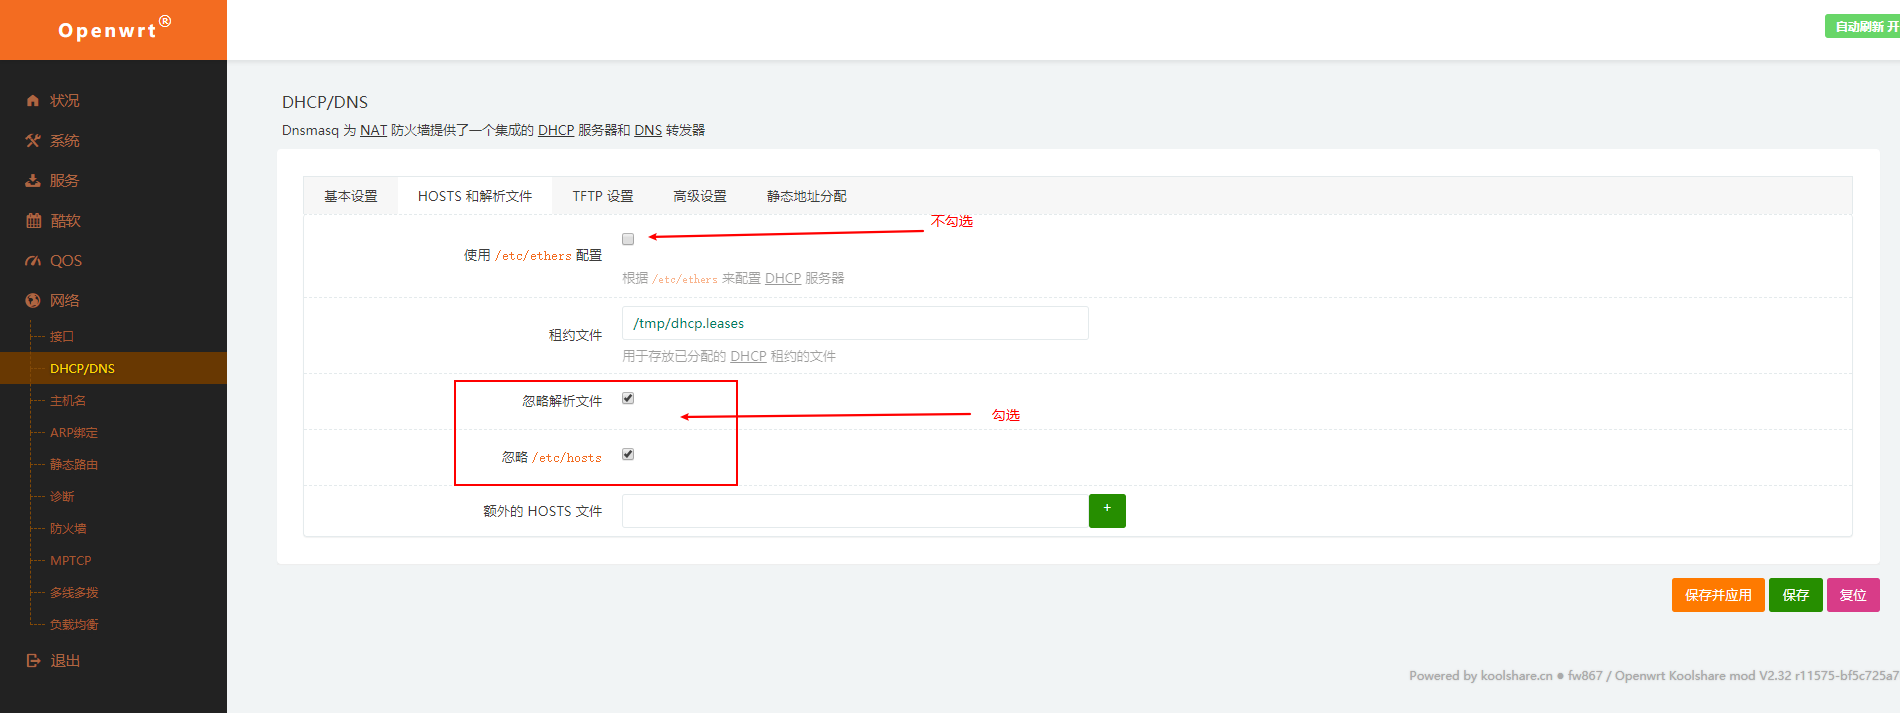 Openwrt®
自动刷新 开
状况
系统
服务
酷软
QOS
网络
接口
DHCP/DNS
主机名
ARP绑定
静态路由
诊断
防火墙
MPTCP
多线多拨
负载均衡
退出
DHCP/DNS
Dnsmasq 为 NAT 防火墙提供了一个集成的 DHCP 服务器和 DNS 转发器
基本设置 HOSTS 和解析文件 TFTP 设置 高级设置 静态地址分配
不勾选
使用 /etc/ethers 配置
根据 /etc/ethers 来配置 DHCP 服务器
租约文件 /tmp/dhcp.leases
用于存放已分配的 DHCP 租约的文件
忽略解析文件
勾选
忽略 /etc/hosts
额外的 HOSTS 文件 +
保存并应用 保存 复位
Powered by koolshare.cn ● fw867 / Openwrt Koolshare mod V2.32 r11575-bf5c725a7